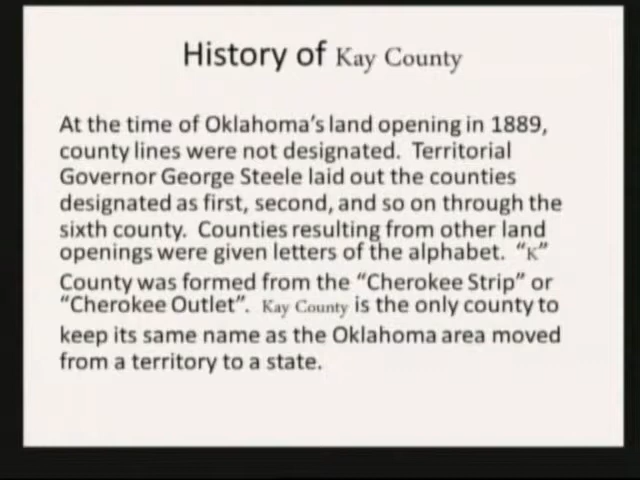 History of Kay County
At the time of Oklahoma's land opening in 1889,
county lines were not designated.  Territorial
Governor George Steele laid out the counties
designated as first, second, and so on through the
sixth county.  Counties resulting from other land
openings were given letters of the alphabet.  “K”
County was formed from the “Cherokee Strip” or
“Cherokee Outlet”.  Kay County is the only county to
keep its same name as the Oklahoma area moved
from a territory to a state.